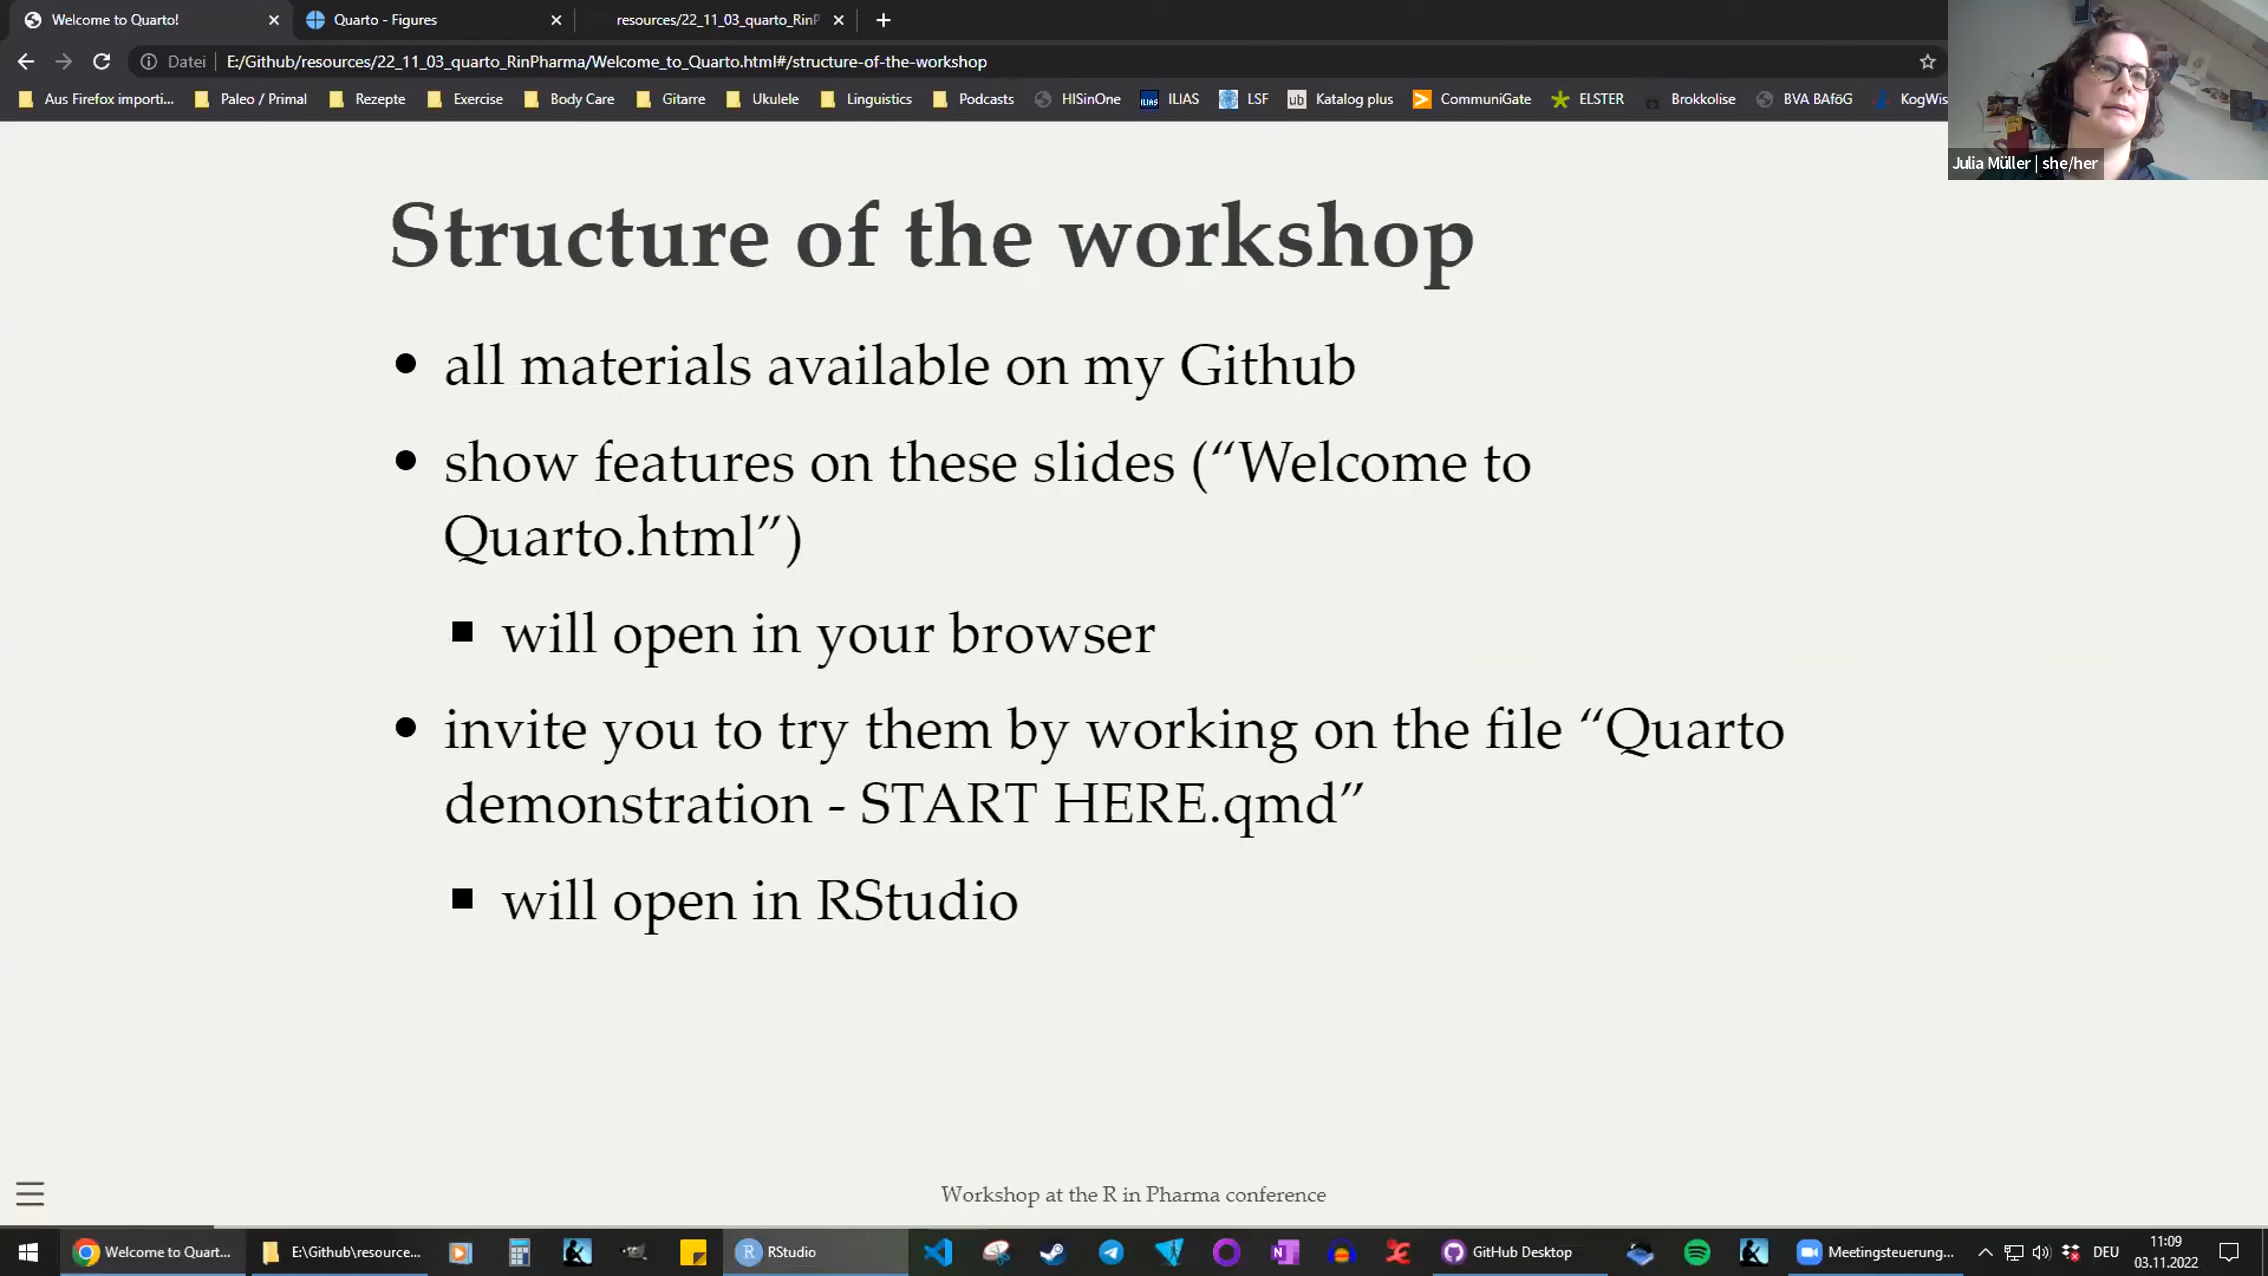 Welcome to Quarto!
Quarto - Figures
resources/22_11_03_quarto_RinP
Datei
E:/Github/resources/22_11_03_quarto_RinPharma/Welcome_to_Quarto.html#/structure-of-the-workshop
Aus Firefox importi... Paleo / Primal Rezepte Exercise Body Care Gitarre Ukulele Linguistics Podcasts HISinOne ILIAS LSF ub Katalog plus CommuniGate ELSTER Brokkolise BVA BAföG KogWis
Julia Müller | she/her
Structure of the workshop
• all materials available on my Github
• show features on these slides (“Welcome to
Quarto.html”)
■ will open in your browser
• invite you to try them by working on the file “Quarto
demonstration - START HERE.qmd”
■ will open in RStudio
Workshop at the R in Pharma conference
Welcome to Quart...
E:\Github\resource...
RStudio
GitHub Desktop
Meetingsteuerung...
DEU
11:09
03.11.2022